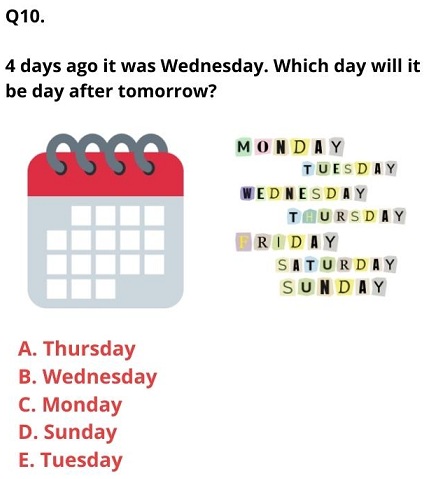 Q10.
4 days ago it was Wednesday. Which day will it
be day after tomorrow?
MONDAY
TUESDAY
WEDNESDAY
THURSDAY
FRIDAY
SATURDAY
SUNDAY
A. Thursday
B. Wednesday
C. Monday
D. Sunday
E. Tuesday